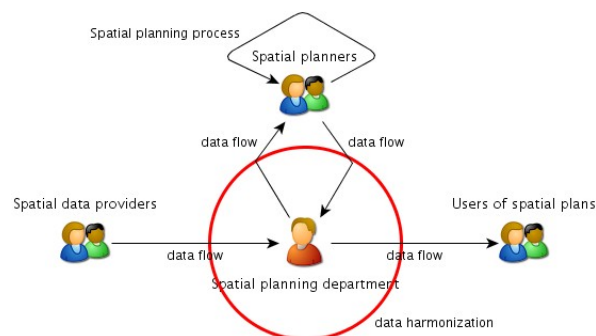 Spatial planning process
Spatial planners
data flow
data flow
Spatial data providers
Users of spatial plans
data flow
data flow
Spatial planning department
data harmonization